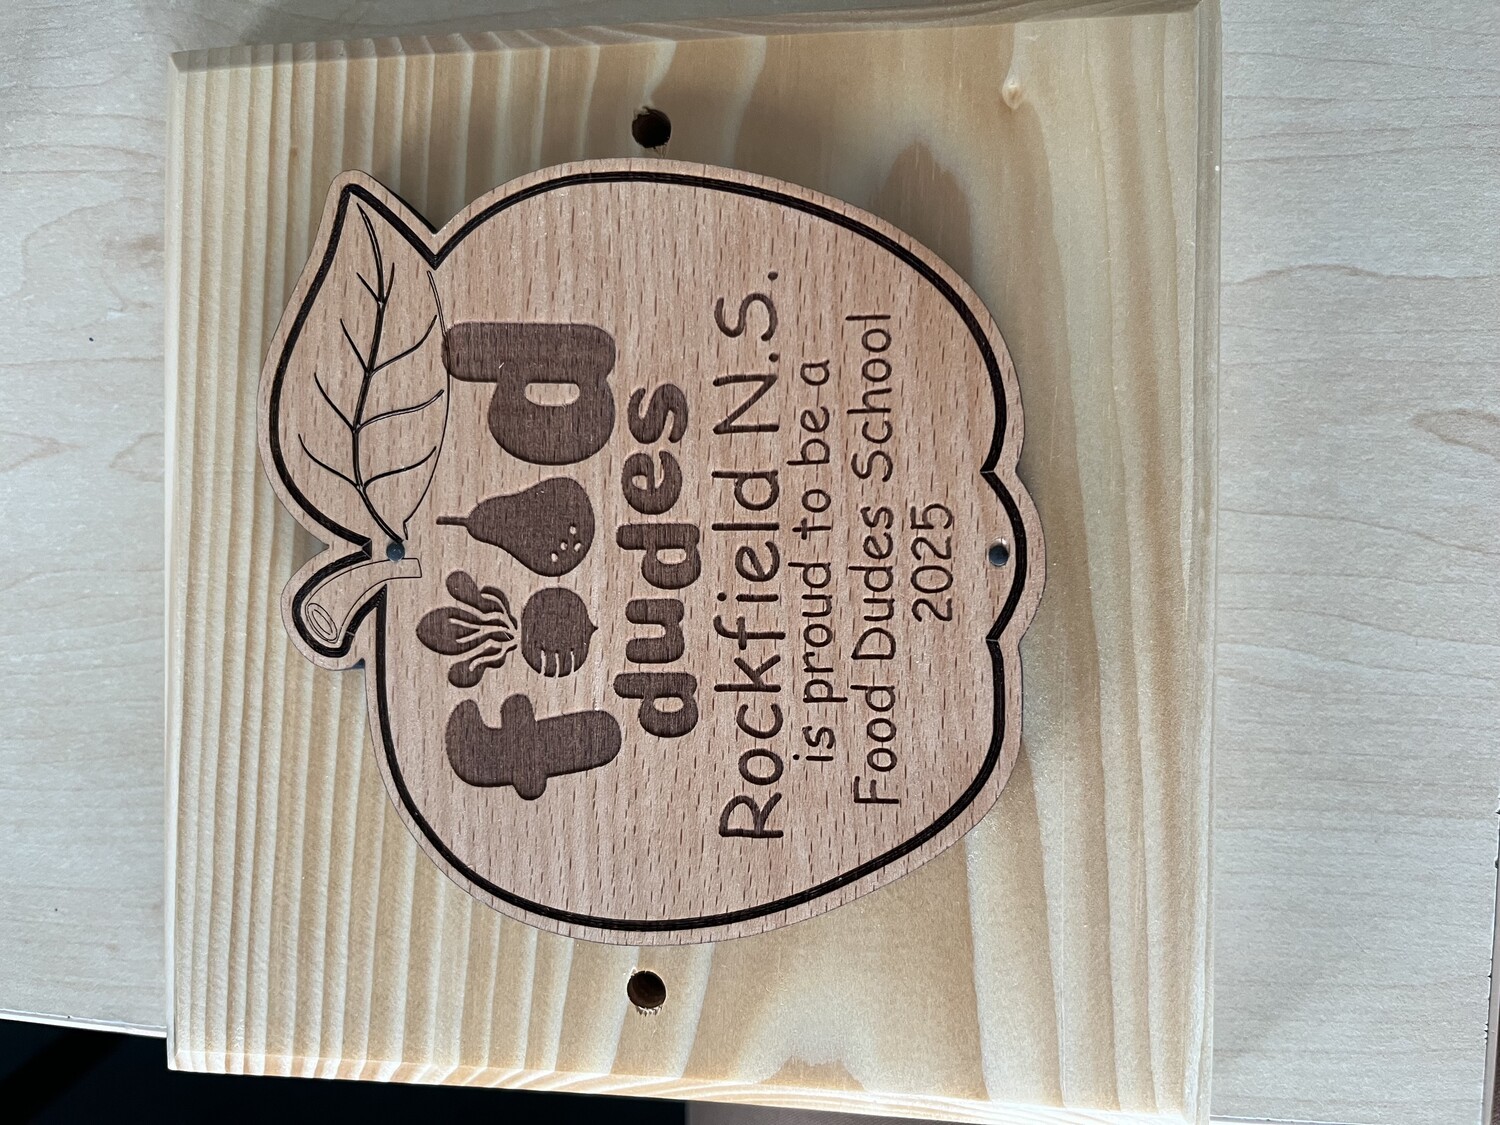 food
dudes
Rockfield N.S.
is proud to be a
Food Dudes School
2025